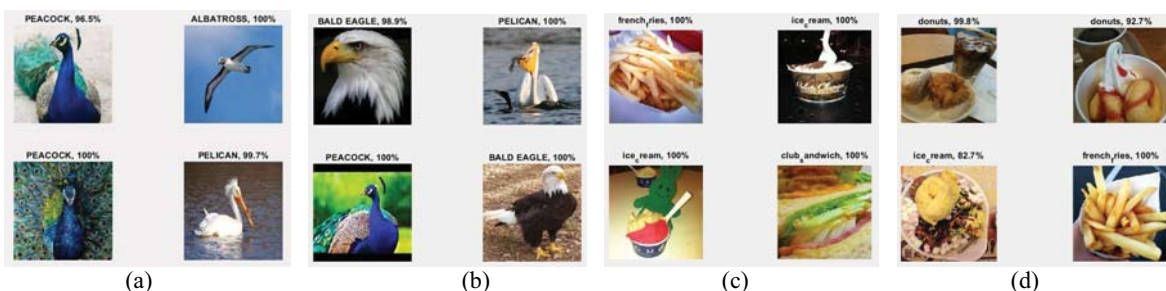 PEACOCK, 96.5%
ALBATROSS, 100%
BALD EAGLE, 98.9%
PELICAN, 100%
french_fries, 100%
ice_cream, 100%
donuts, 99.8%
donuts, 92.7%
PEACOCK, 100%
PELICAN, 99.7%
PEACOCK, 100%
BALD EAGLE, 100%
ice_cream, 100%
club_sandwich, 100%
ice_cream, 82.7%
french_fries, 100%
(a)
(b)
(c)
(d)